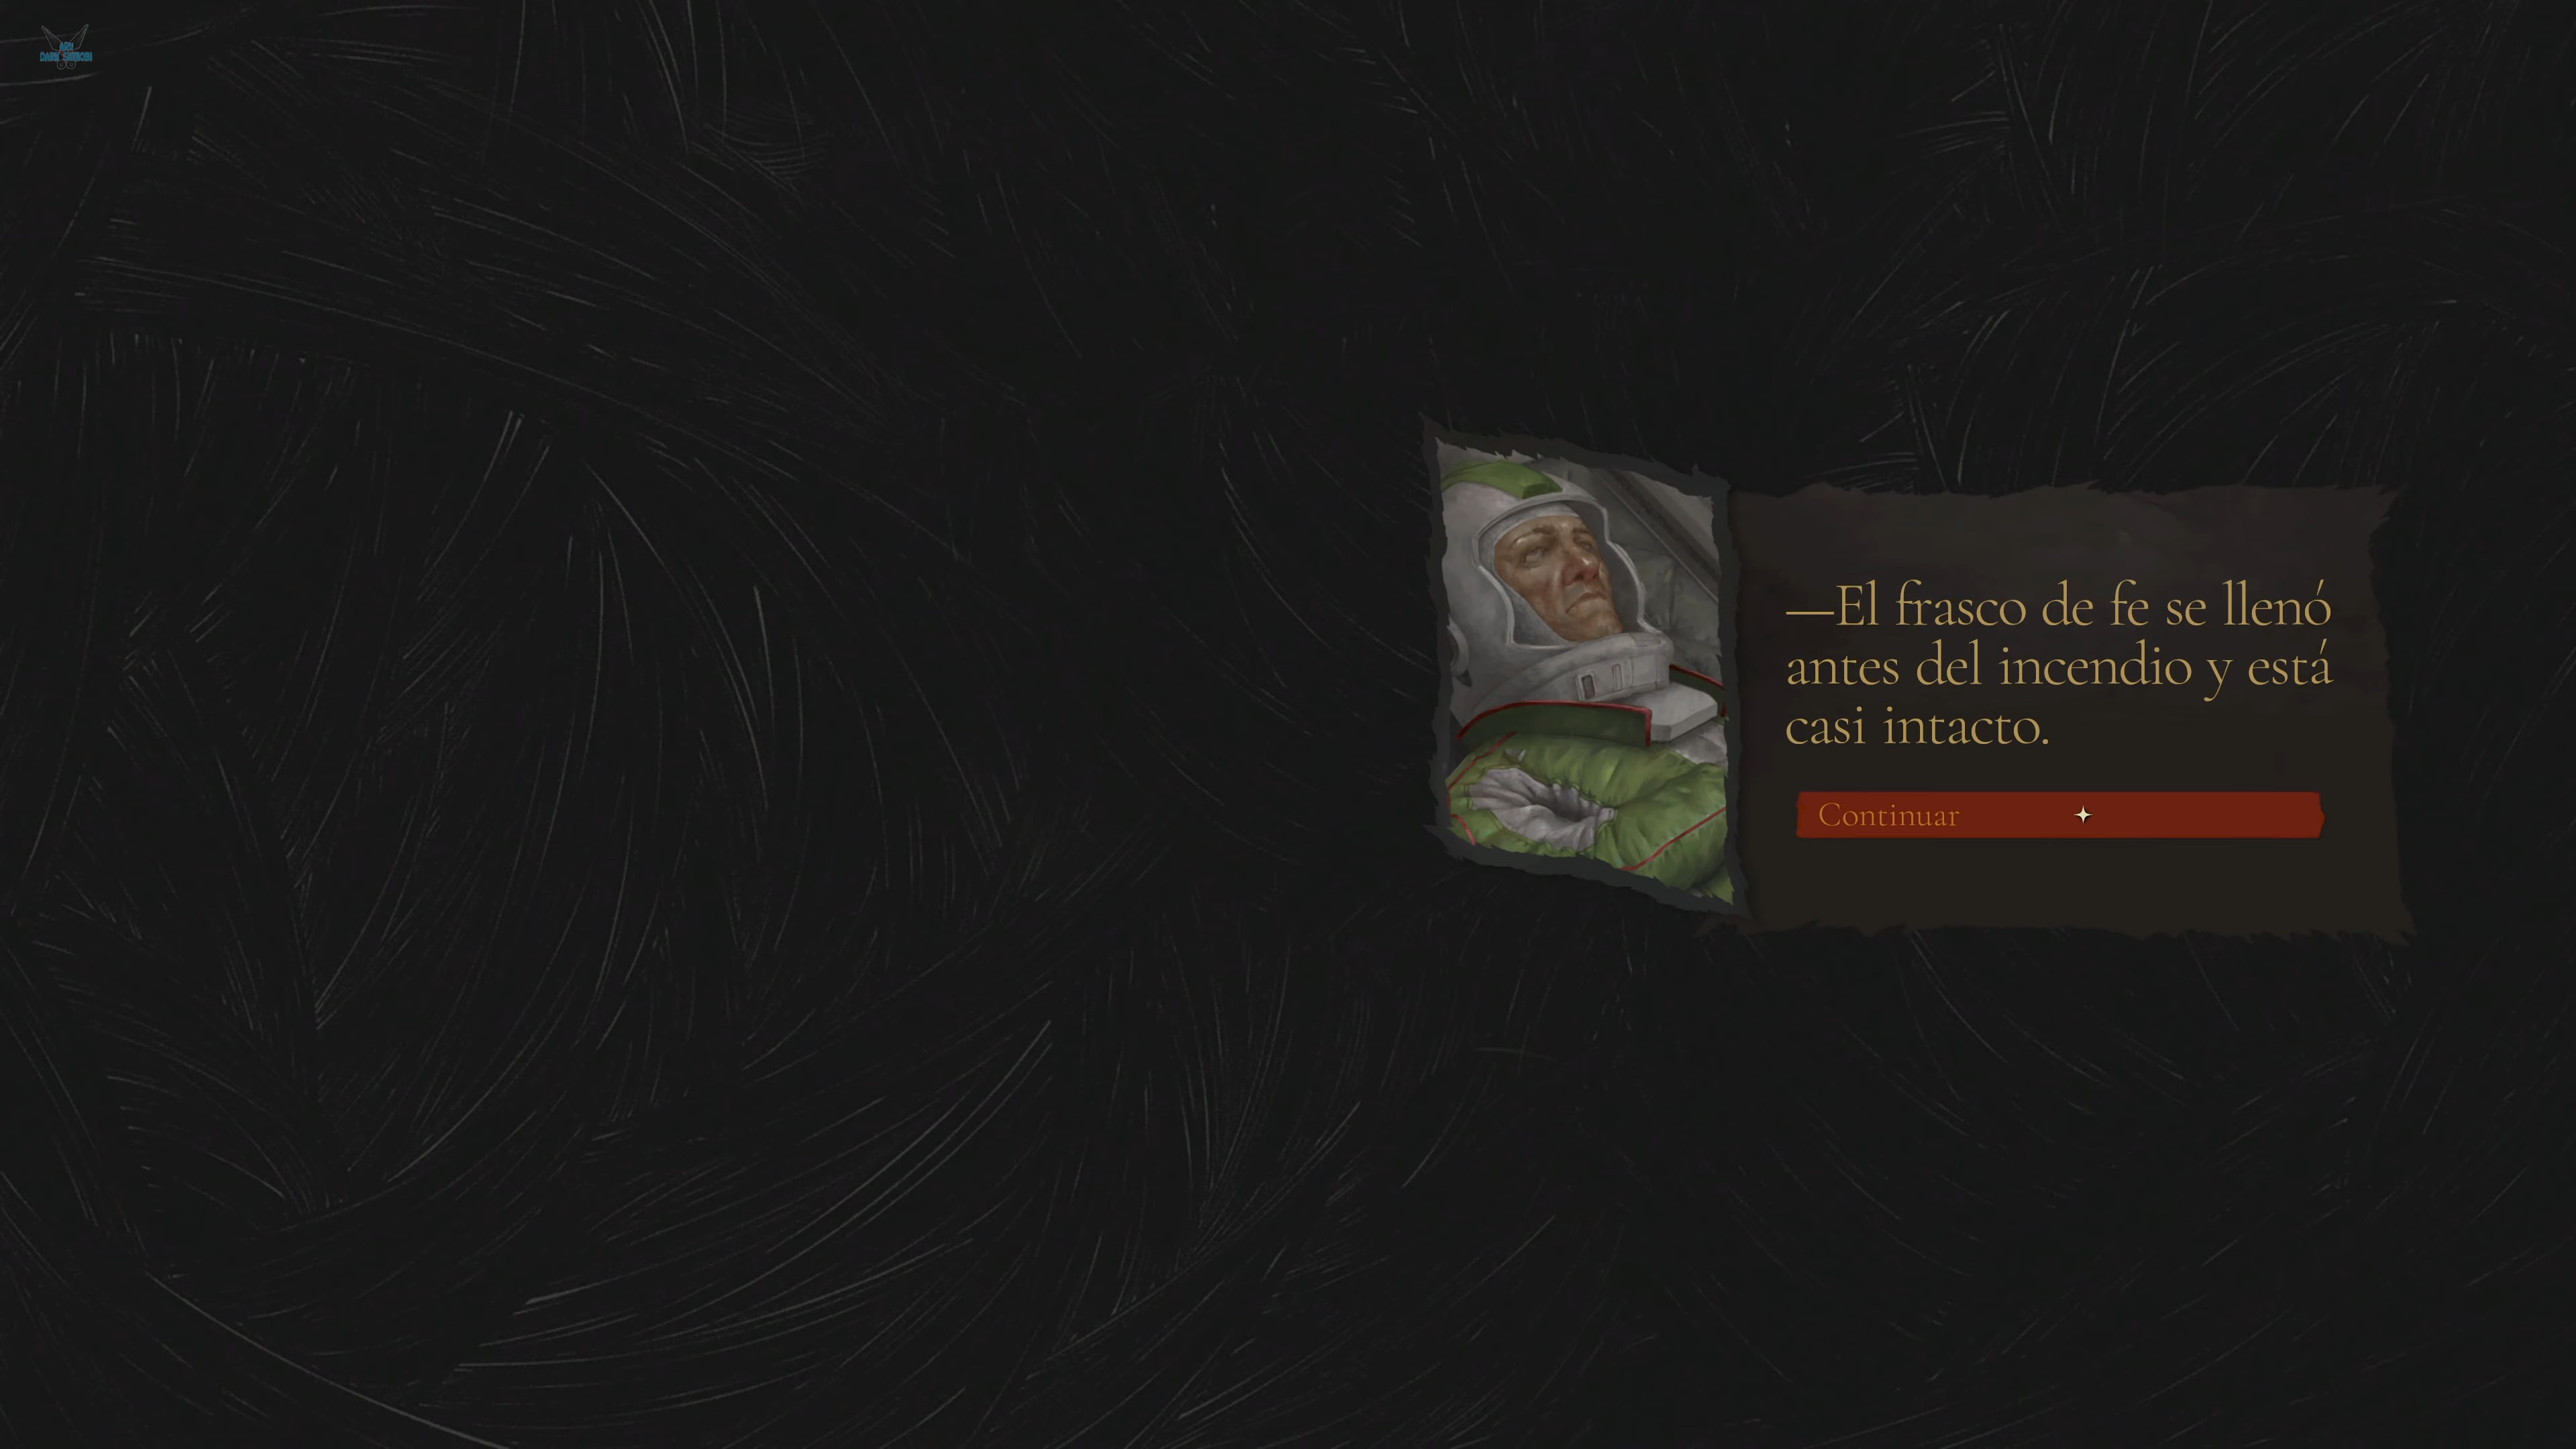 —El frasco de fe se llenó
antes del incendio y está
casi intacto.
Continuar